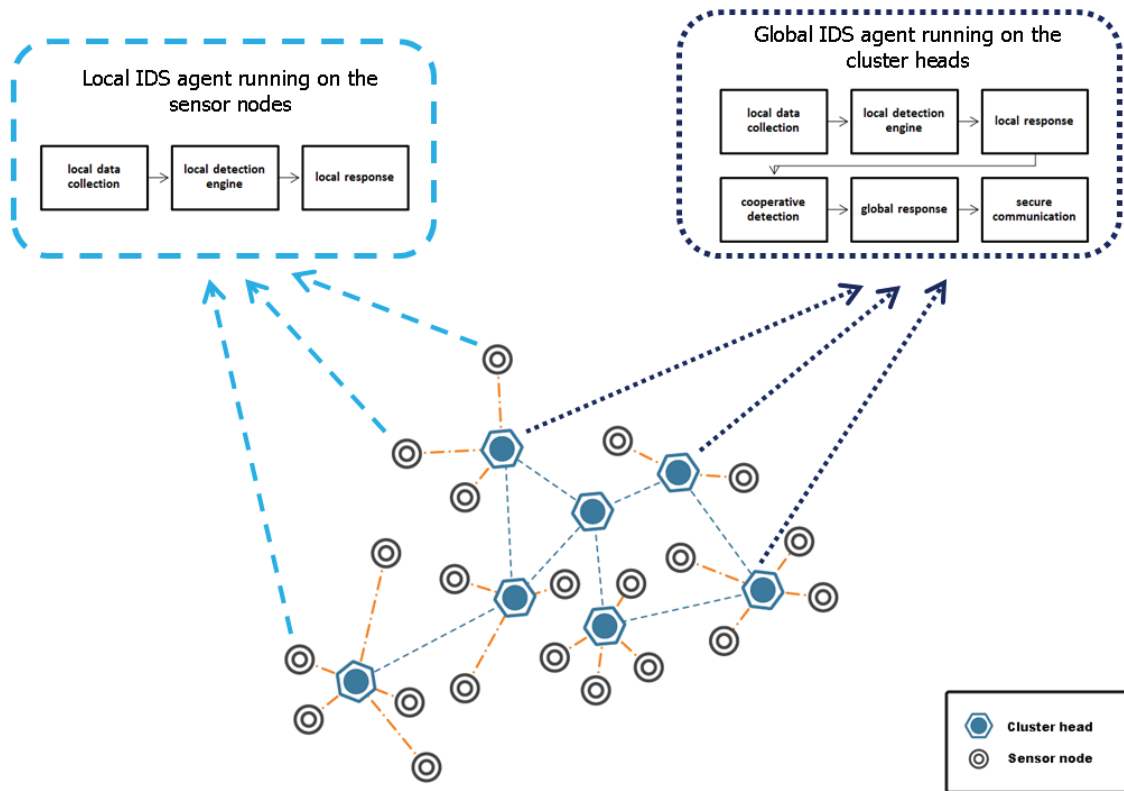 Local IDS agent running on the
sensor nodes
local data
collection
local detection
engine
local response
Global IDS agent running on the
cluster heads
local data
collection
local detection
engine
local response
cooperative
detection
global response
secure
communication
Cluster head
Sensor node